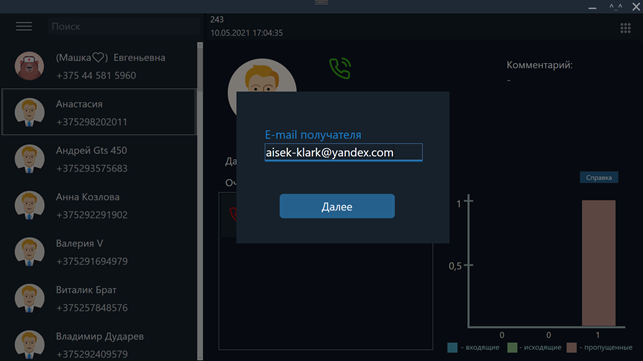 ^_^
Поиск
243
10.05.2021 17:04:35
(Машка♡) Евгеньевна
+375 44 581 5960
Анастасия
+375298202011
Андрей Gts 450
+375293575683
Анна Козлова
+375292291902
Валерия V
+375291694979
Виталик Брат
+375257848576
Владимир Дударев
+375292409579
Комментарий:
-
E-mail получателя
aisek-klark@yandex.com
Далее
Да
Оч
Справка
1
0,5
0 0 1
- входящие - исходящие - пропущенные